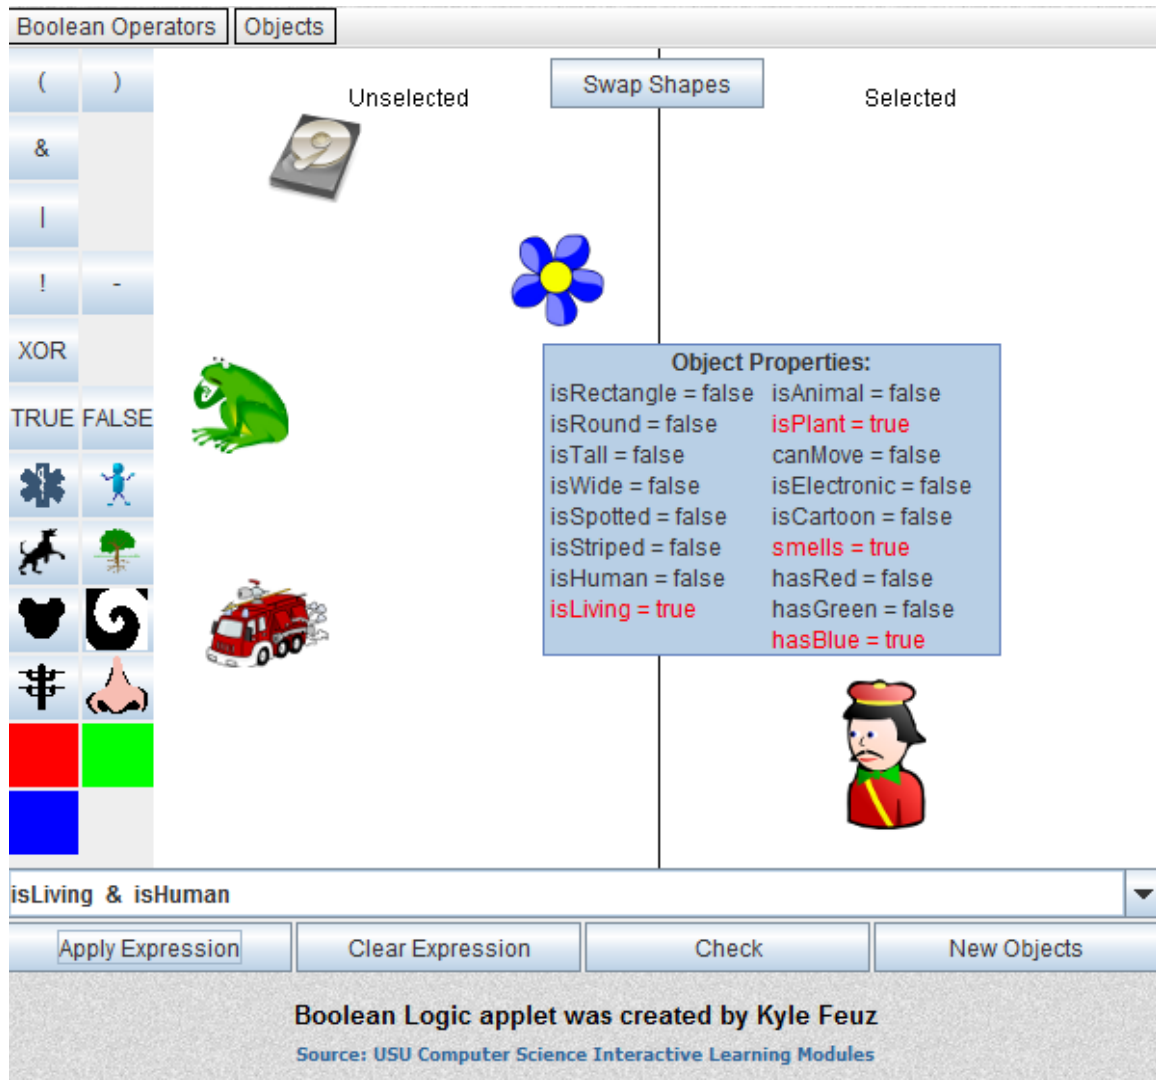 Boolean Operators Objects
( )
Unselected
Swap Shapes
Selected
&
|
! -
XOR
TRUE FALSE
Object Properties:
isRectangle = false isAnimal = false
isRound = false isPlant = true
isTall = false canMove = false
isWide = false isElectronic = false
isSpotted = false isCartoon = false
isStriped = false smells = true
isHuman = false hasRed = false
isLiving = true hasGreen = false
hasBlue = true
isLiving & isHuman
Apply Expression Clear Expression Check New Objects
Boolean Logic applet was created by Kyle Feuz
Source: USU Computer Science Interactive Learning Modules